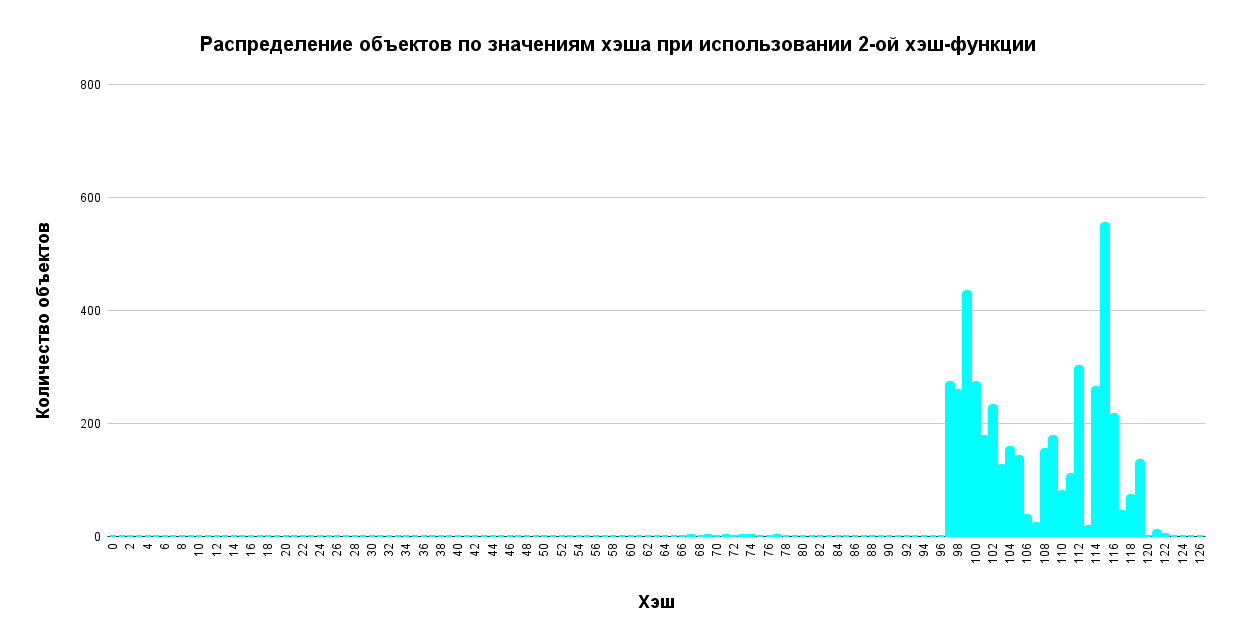 Распределение объектов по значениям хэша при использовании 2-ой хэш-функции
Количество объектов
800
600
400
200
0
0 2 4 6 8 10 12 14 16 18 20 22 24 26 28 30 32 34 36 38 40 42 44 46 48 50 52 54 56 58 60 62 64 66 68 70 72 74 76 78 80 82 84 86 88 90 92 94 96 98 100 102 104 106 108 110 112 114 116 118 120 122 124 126
Хэш